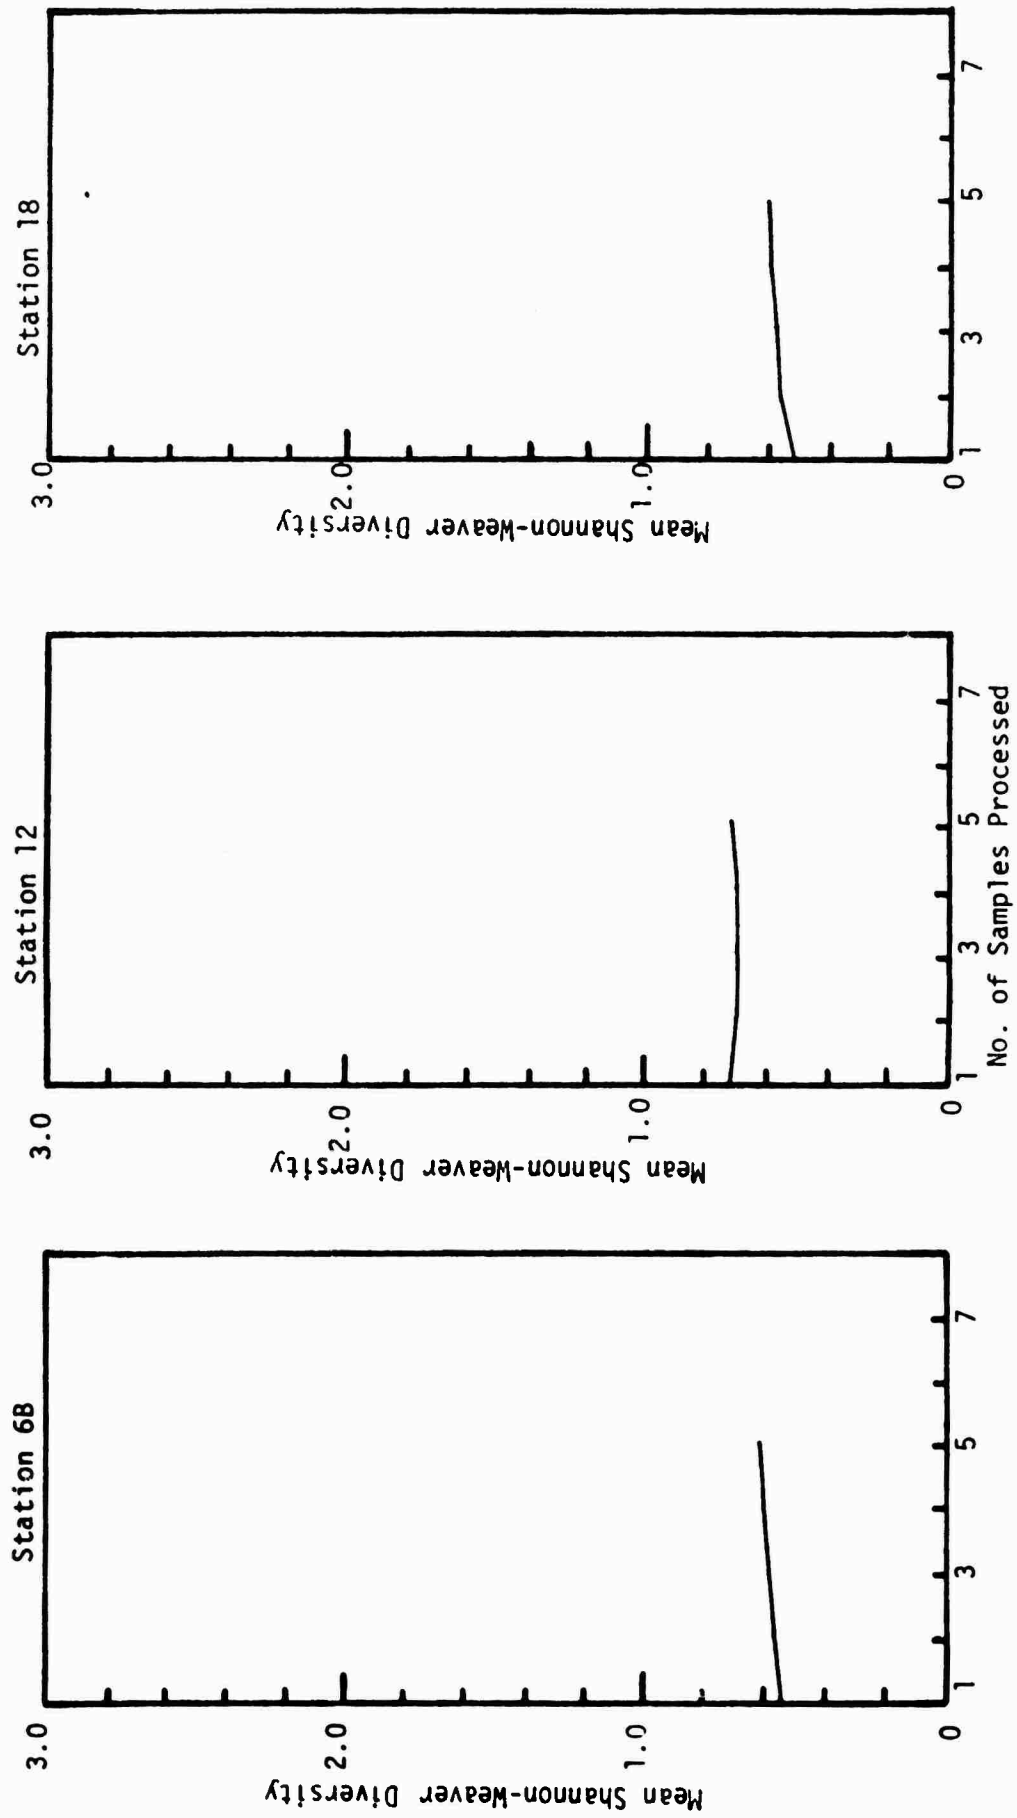 Station 6B
3.0
2.0
1.0
0
Mean Shannon-Weaver Diversity
1 3 5 7
Station 12
3.0
2.0
1.0
0
Mean Shannon-Weaver Diversity
1 3 5 7
No. of Samples Processed
Station 18
3.0
2.0
1.0
0
Mean Shannon-Weaver Diversity
1 3 5 7